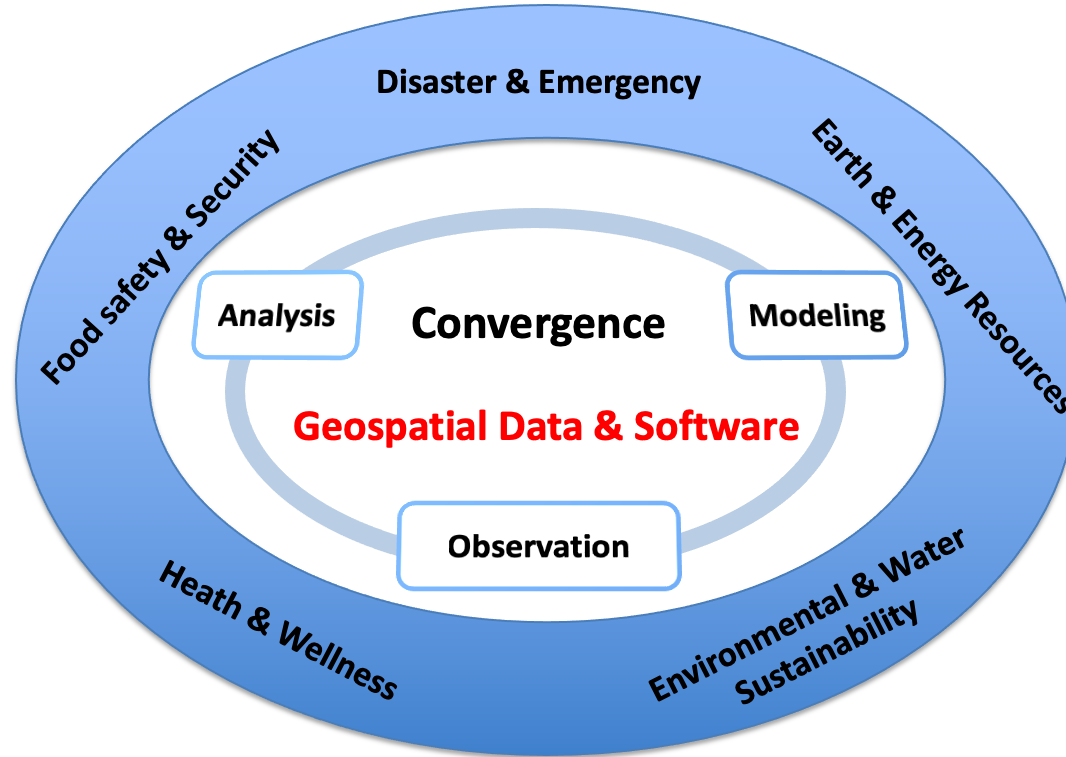 Disaster & Emergency
Food safety & Security
Earth & Energy Resources
Analysis
Convergence
Modeling
Geospatial Data & Software
Observation
Heath & Wellness
Environmental & Water
Sustainability